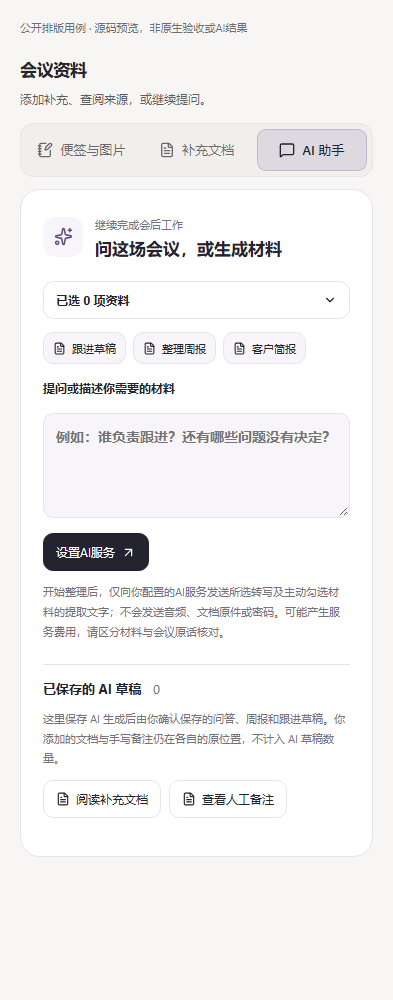 公开排版用例 · 源码预览，非原生验收或AI结果
会议资料
添加补充、查阅来源，或继续提问。
便签与图片
补充文档
AI 助手
继续完成会后工作
问这场会议，或生成材料
已选 0 项资料
跟进草稿
整理周报
客户简报
提问或描述你需要的材料
例如：谁负责跟进？还有哪些问题没有决定？
设置AI服务
开始整理后，仅向你配置的AI服务发送所选转写及主动勾选材
料的提取文字；不会发送音频、文档原件或密码。可能产生服
务费用，请区分材料与会议原话核对。
已保存的 AI 草稿 0
这里保存 AI 生成后由你确认保存的问答、周报和跟进草稿。你
添加的文档与手写备注仍在各自的原位置，不计入 AI 草稿数
量。
阅读补充文档
查看人工备注